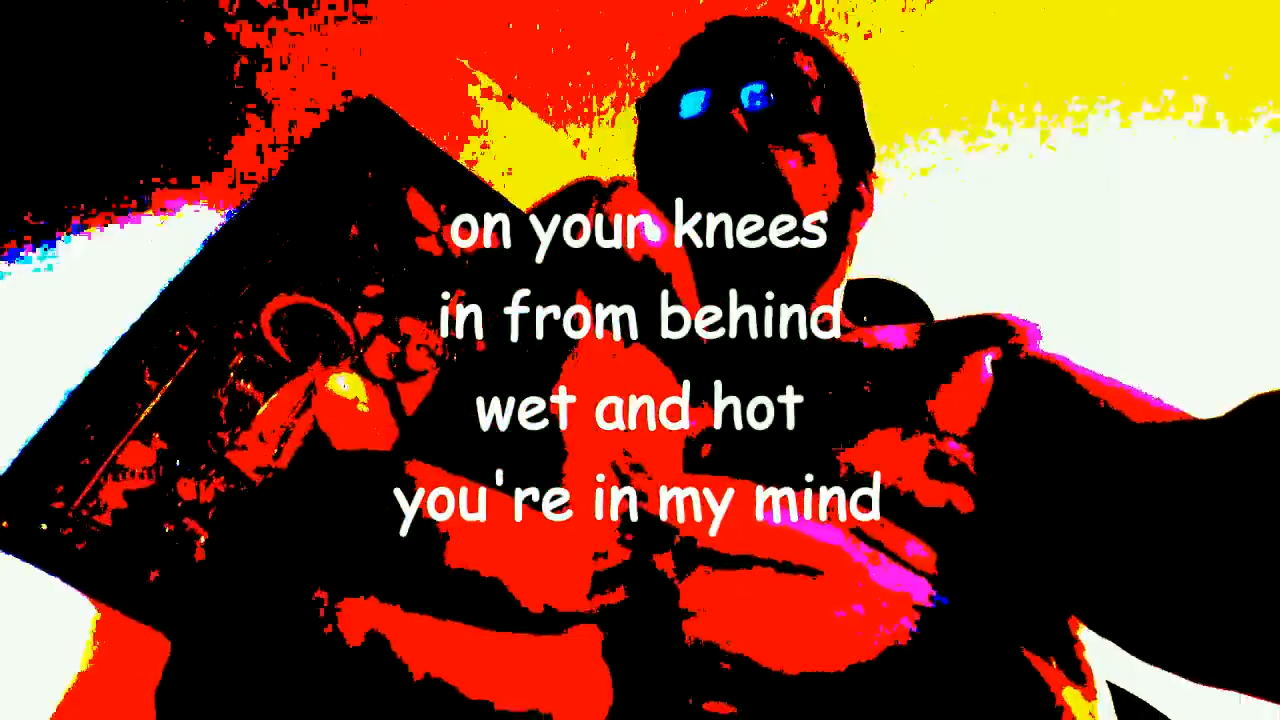 on your knees
in from behind
wet and hot
you're in my mind